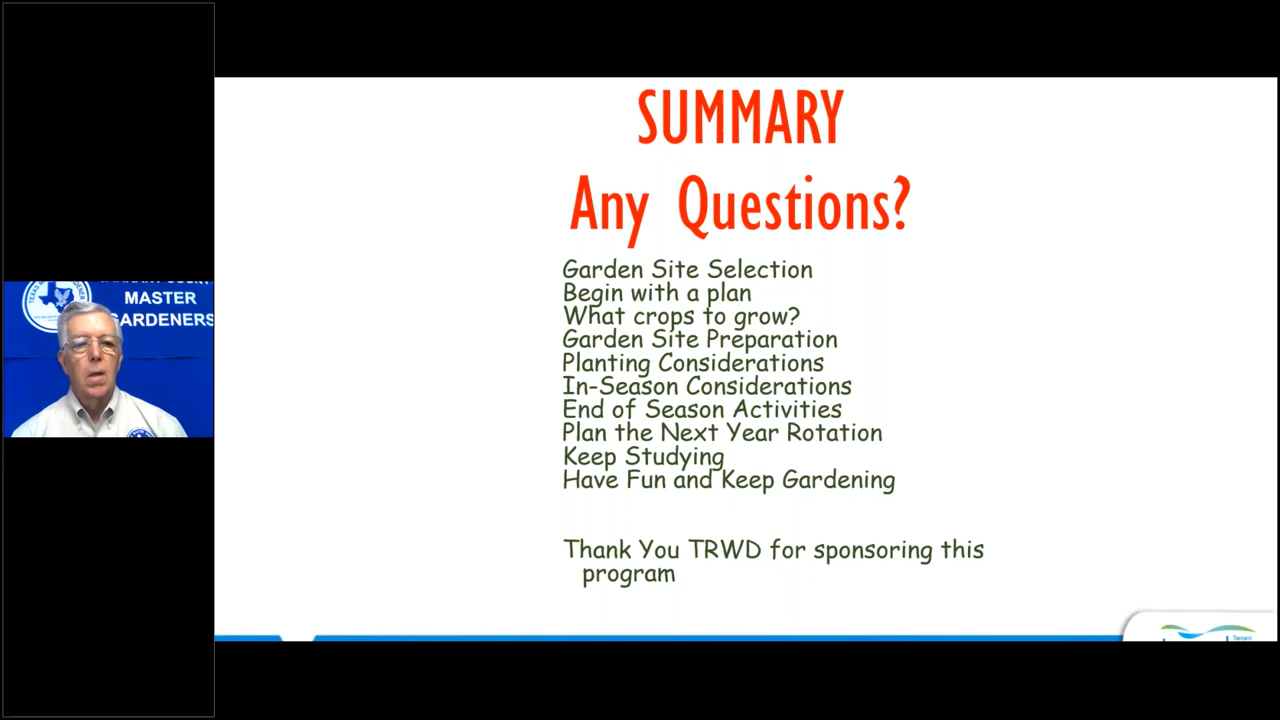 MASTER
GARDENERS
SUMMARY
Any Questions?
Garden Site Selection
Begin with a plan
What crops to grow?
Garden Site Preparation
Planting Considerations
In-Season Considerations
End of Season Activities
Plan the Next Year Rotation
Keep Studying
Have Fun and Keep Gardening
Thank You TRWD for sponsoring this
program
Tarrant